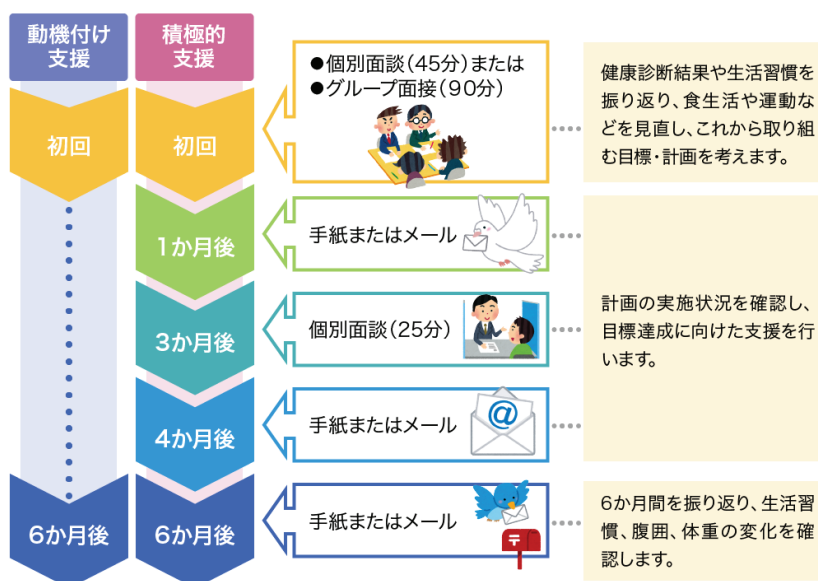 動機付け
支援
積極的
支援
初回
初回
●個別面談(45分)または
●グループ面接(90分)
健康診断結果や生活習慣を
振り返り、食生活や運動な
どを見直し、これから取り組
む目標・計画を考えます。
1か月後
手紙またはメール
3か月後
個別面談(25分)
計画の実施状況を確認し、
目標達成に向けた支援を行
います。
4か月後
手紙またはメール
@
6か月後
6か月後
手紙またはメール
〒
6か月間を振り返り、生活習
慣、腹囲、体重の変化を確
認します。